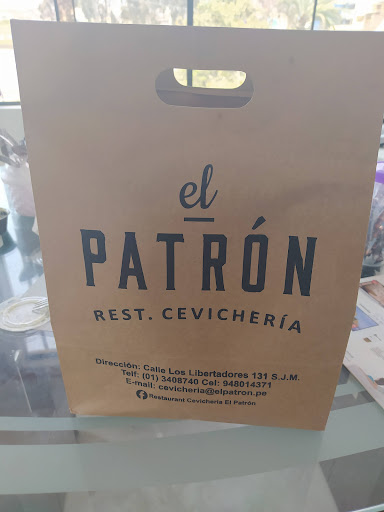 el
PATRÓN
REST. CEVICHERÍA
Dirección: Calle Los Libertadores 131 S.J.M.
Telf: (01) 3408740 Cel: 948014371
E-mail: cevicheria@elpatron.pe
Restaurant Cevicheria El Patrón